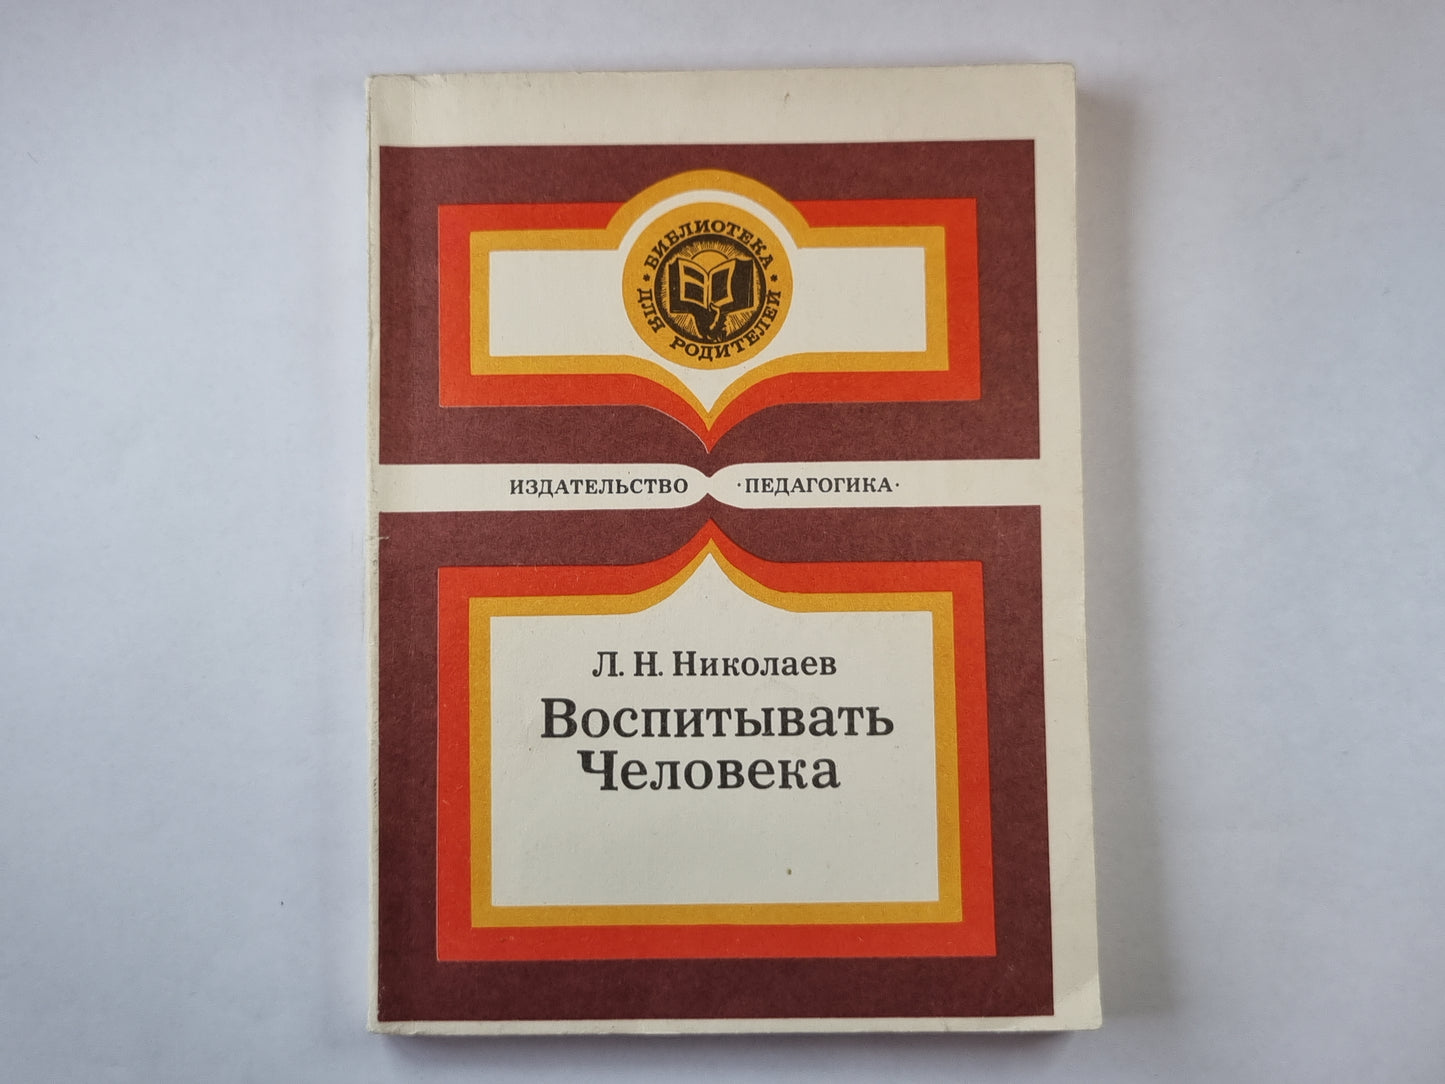 * БИБЛИОТЕКА *
ДЛЯ РОДИТЕЛЕЙ
ИЗДАТЕЛЬСТВО ·ПЕДАГОГИКА·
Л. Н. Николаев
Воспитывать
Человека